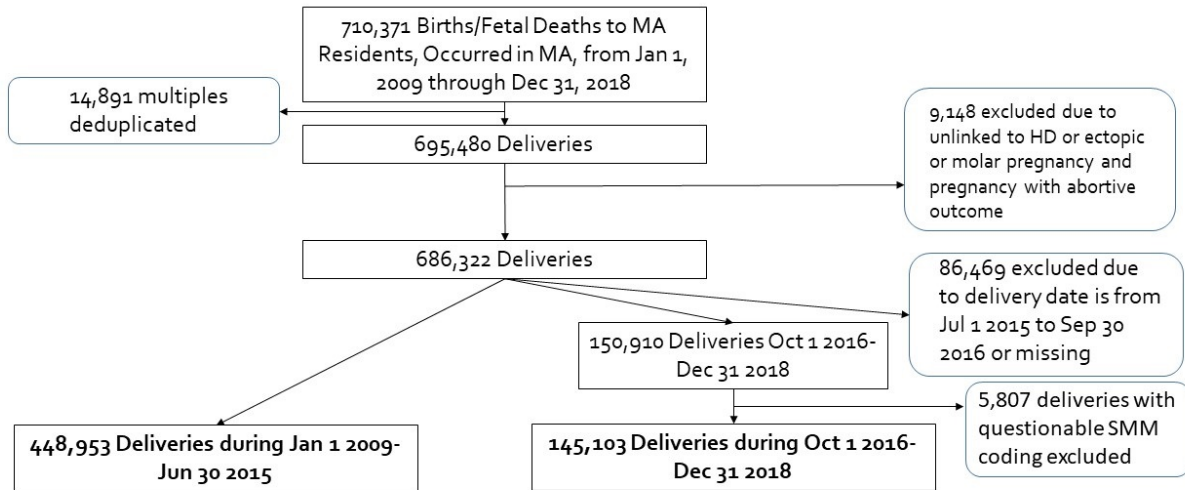 710,371 Births/Fetal Deaths to MA
Residents, Occurred in MA, from Jan 1,
2009 through Dec 31, 2018
14,891 multiples
deduplicated
695,480 Deliveries
9,148 excluded due to
unlinked to HD or ectopic
or molar pregnancy and
pregnancy with abortive
outcome
686,322 Deliveries
86,469 excluded due
to delivery date is from
Jul 1 2015 to Sep 30
2016 or missing
150,910 Deliveries Oct 1 2016-
Dec 31 2018
5,807 deliveries with
questionable SMM
coding excluded
448,953 Deliveries during Jan 1 2009-
Jun 30 2015
145,103 Deliveries during Oct 1 2016-
Dec 31 2018